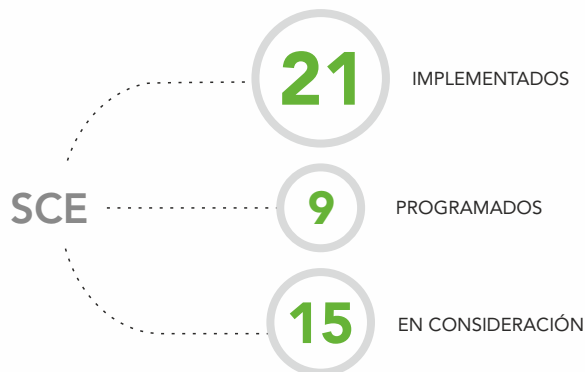 21 IMPLEMENTADOS
SCE
9 PROGRAMADOS
15 EN CONSIDERACIÓN